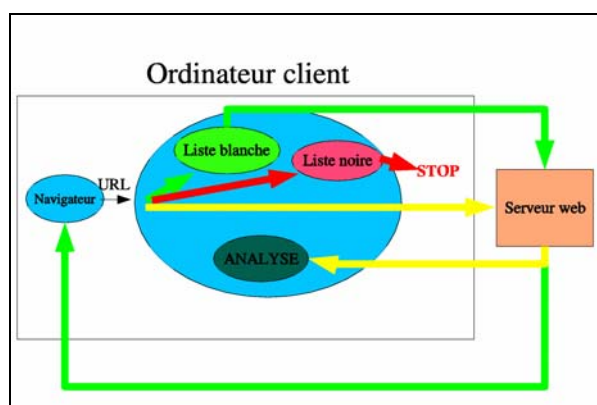 Ordinateur client
Liste blanche
Liste noire
STOP
URL
Navigateur
Serveur web
ANALYSE